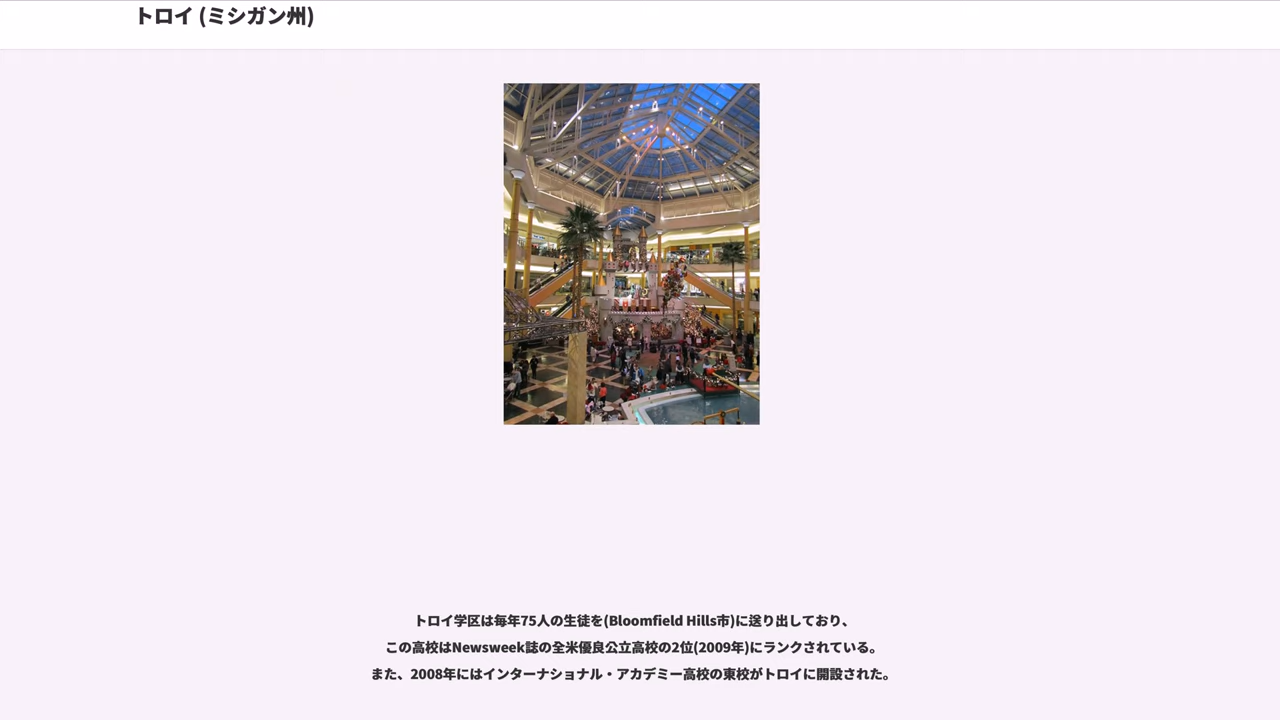 トロイ (ミシガン州)
トロイ学区は毎年75人の生徒を(Bloomfield Hills市)に送り出しており、
この高校はNewsweek誌の全米優良公立高校の2位(2009年)にランクされている。
また、2008年にはインターナショナル・アカデミー高校の東校がトロイに開設された。